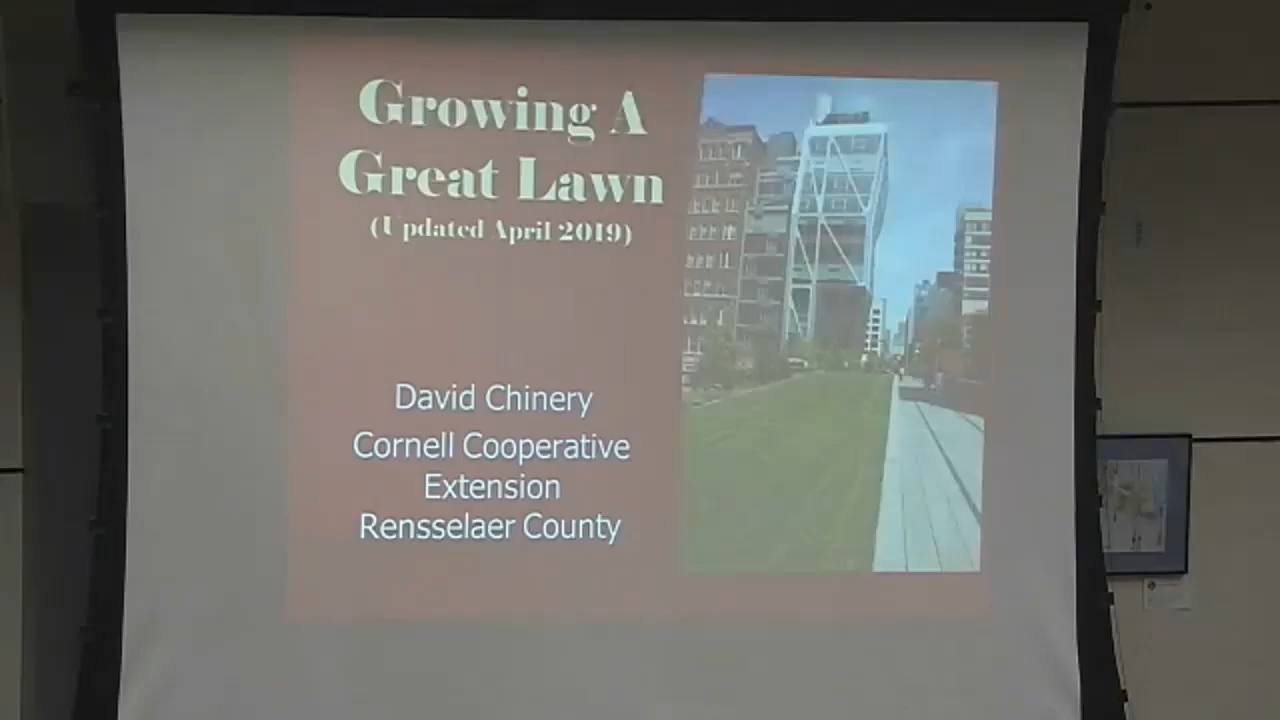 Growing A
Great Lawn
(Updated April 2019)
David Chinery
Cornell Cooperative
Extension
Rensselaer County